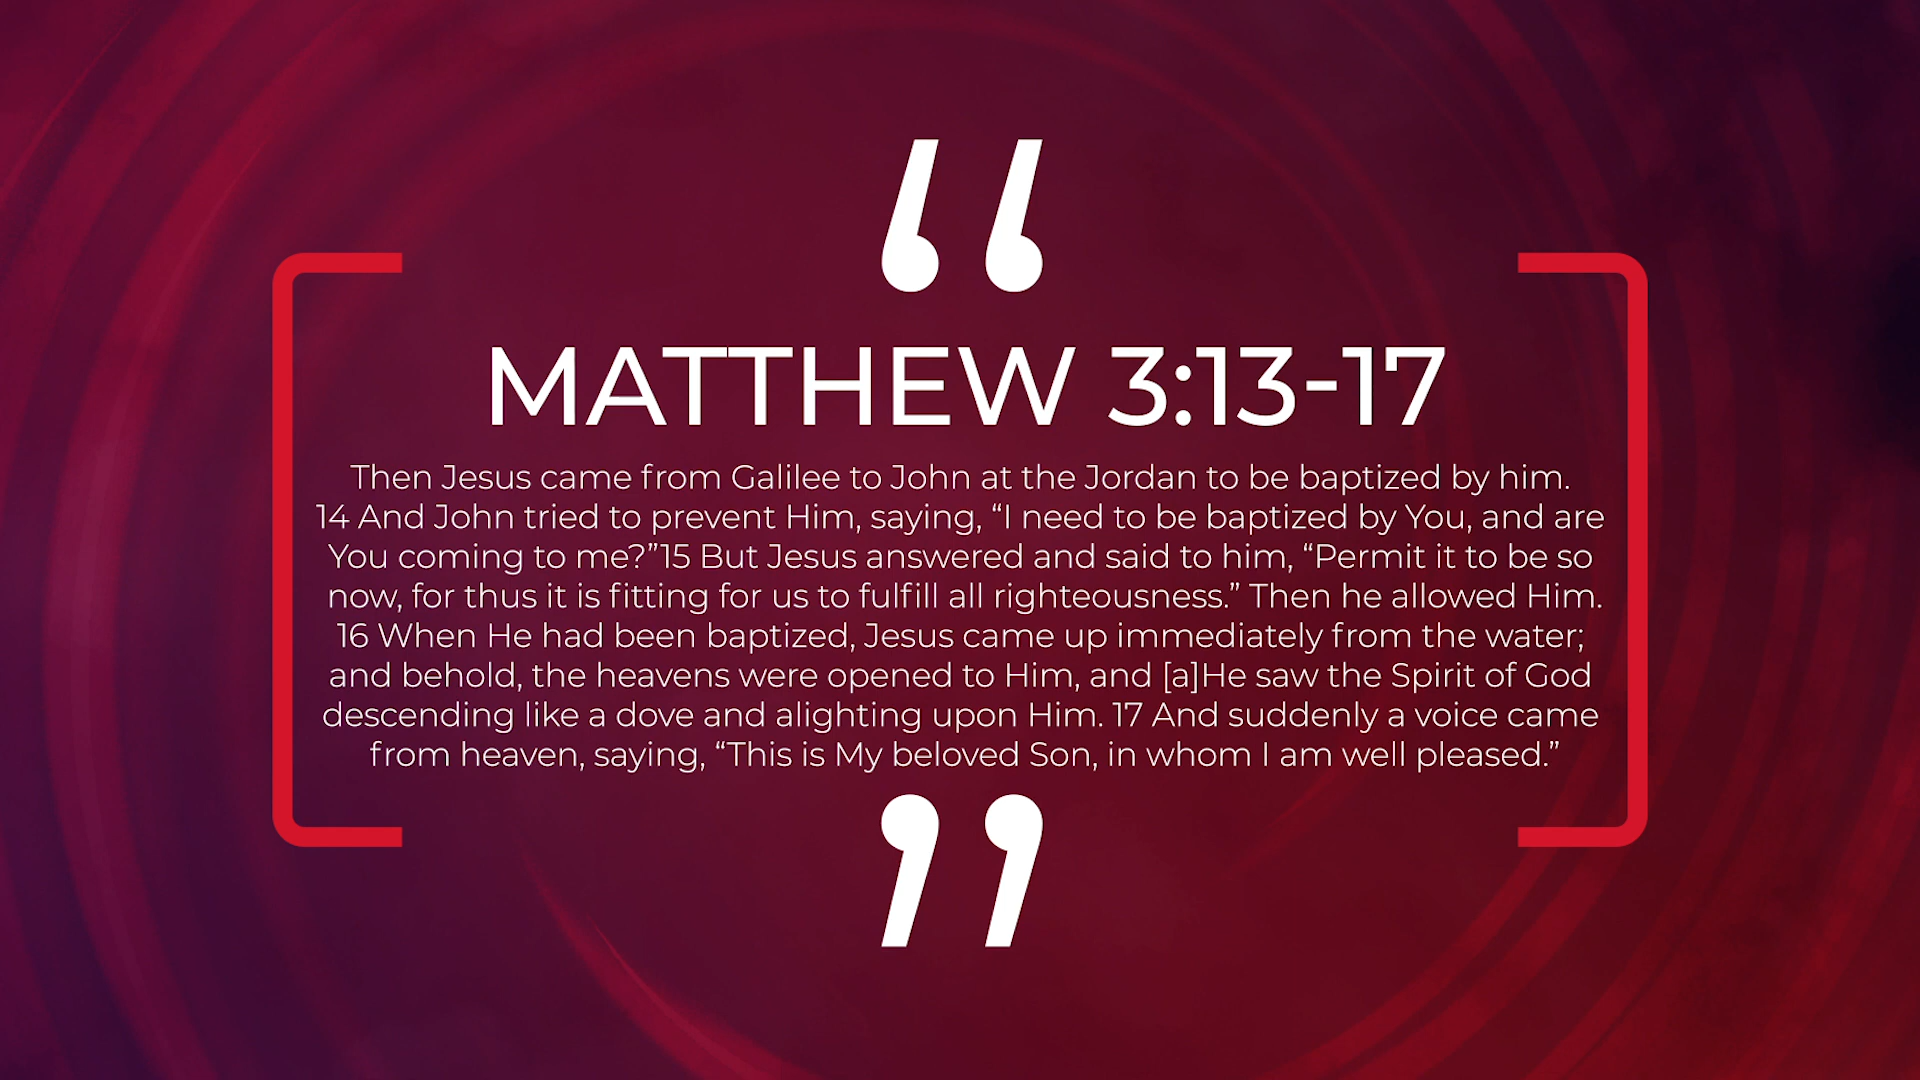 “
MATTHEW 3:13-17
Then Jesus came from Galilee to John at the Jordan to be baptized by him.
14 And John tried to prevent Him, saying, “I need to be baptized by You, and are
You coming to me?”15 But Jesus answered and said to him, “Permit it to be so
now, for thus it is fitting for us to fulfill all righteousness.” Then he allowed Him.
16 When He had been baptized, Jesus came up immediately from the water;
and behold, the heavens were opened to Him, and [a]He saw the Spirit of God
descending like a dove and alighting upon Him. 17 And suddenly a voice came
from heaven, saying, “This is My beloved Son, in whom I am well pleased.”
”